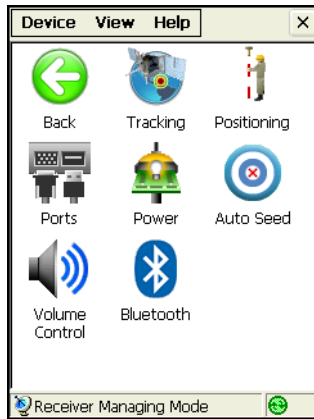 Device View Help
Back Tracking Positioning
Ports Power Auto Seed
Volume Control Bluetooth
Receiver Managing Mode